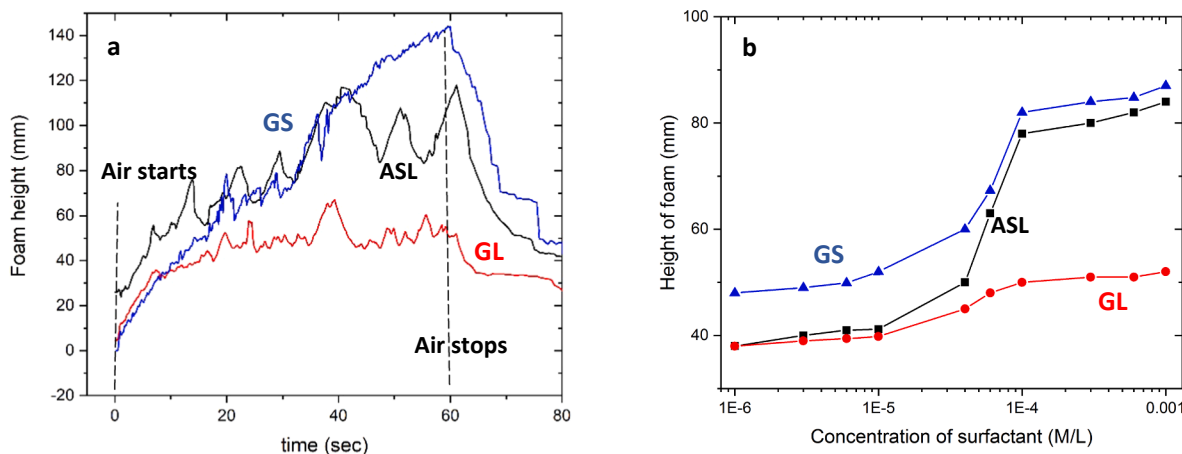 a
140
120
100
80
60
40
20
0
-20
Foam height (mm)
Air starts
GS
ASL
GL
Air stops
0
20
40
60
80
time (sec)
b
100
80
60
40
Height of foam (mm)
GS
ASL
GL
1E-6
1E-5
1E-4
0.001
Concentration of surfactant (M/L)